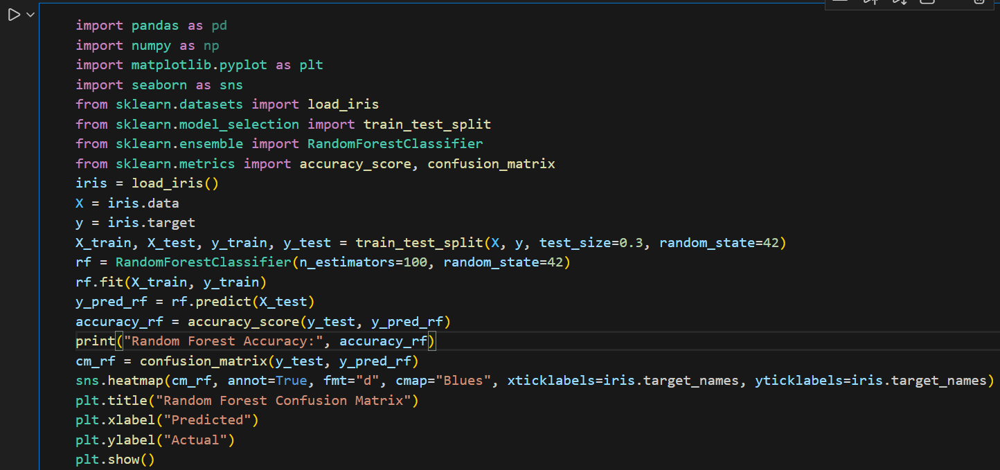 import pandas as pd
import numpy as np
import matplotlib.pyplot as plt
import seaborn as sns
from sklearn.datasets import load_iris
from sklearn.model_selection import train_test_split
from sklearn.ensemble import RandomForestClassifier
from sklearn.metrics import accuracy_score, confusion_matrix
iris = load_iris()
X = iris.data
y = iris.target
X_train, X_test, y_train, y_test = train_test_split(X, y, test_size=0.3, random_state=42)
rf = RandomForestClassifier(n_estimators=100, random_state=42)
rf.fit(X_train, y_train)
y_pred_rf = rf.predict(X_test)
accuracy_rf = accuracy_score(y_test, y_pred_rf)
print("Random Forest Accuracy:", accuracy_rf)
cm_rf = confusion_matrix(y_test, y_pred_rf)
sns.heatmap(cm_rf, annot=True, fmt="d", cmap="Blues", xticklabels=iris.target_names, yticklabels=iris.target_names)
plt.title("Random Forest Confusion Matrix")
plt.xlabel("Predicted")
plt.ylabel("Actual")
plt.show()